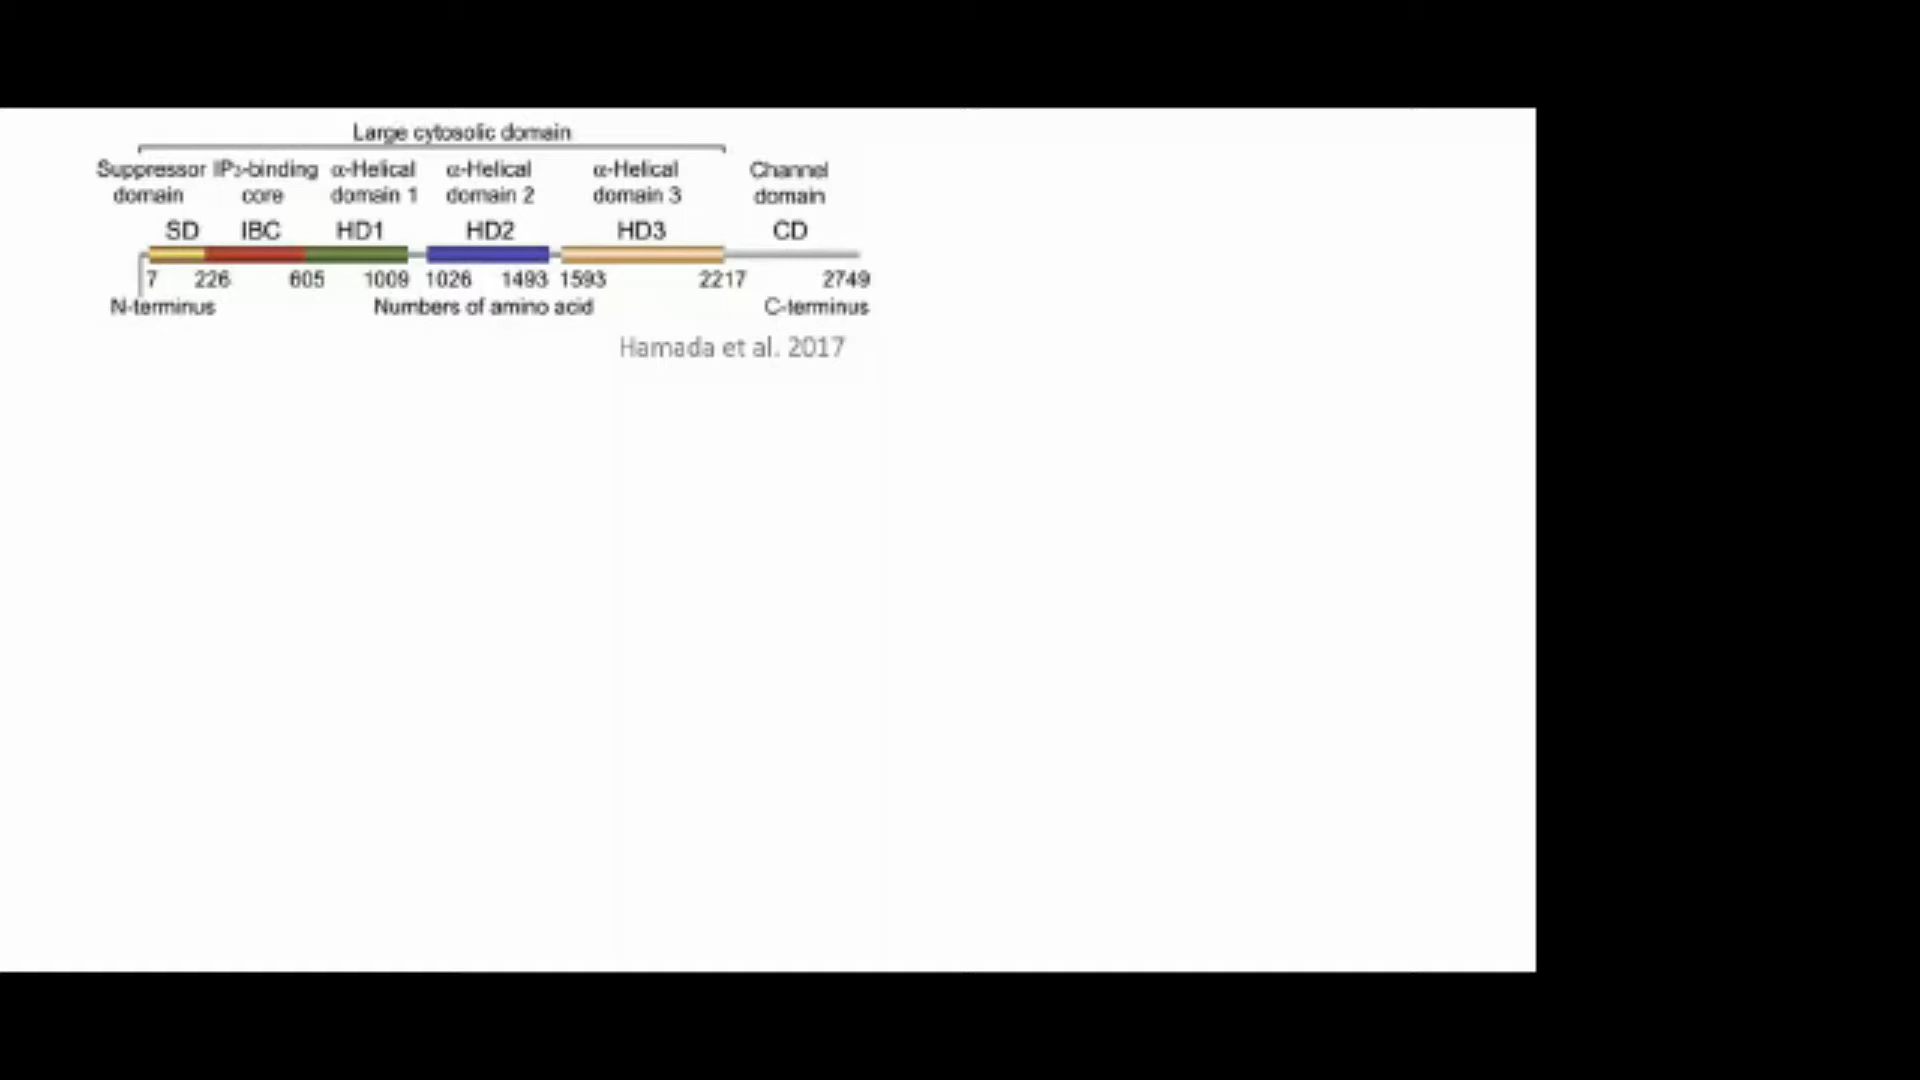 Large cytosolic domain
Suppressor IP₃-binding α-Helical α-Helical α-Helical Channel
domain core domain 1 domain 2 domain 3 domain
SD IBC HD1 HD2 HD3 CD
7 226 605 1009 1026 1493 1593 2217 2749
N-terminus Numbers of amino acid C-terminus
Hamada et al. 2017